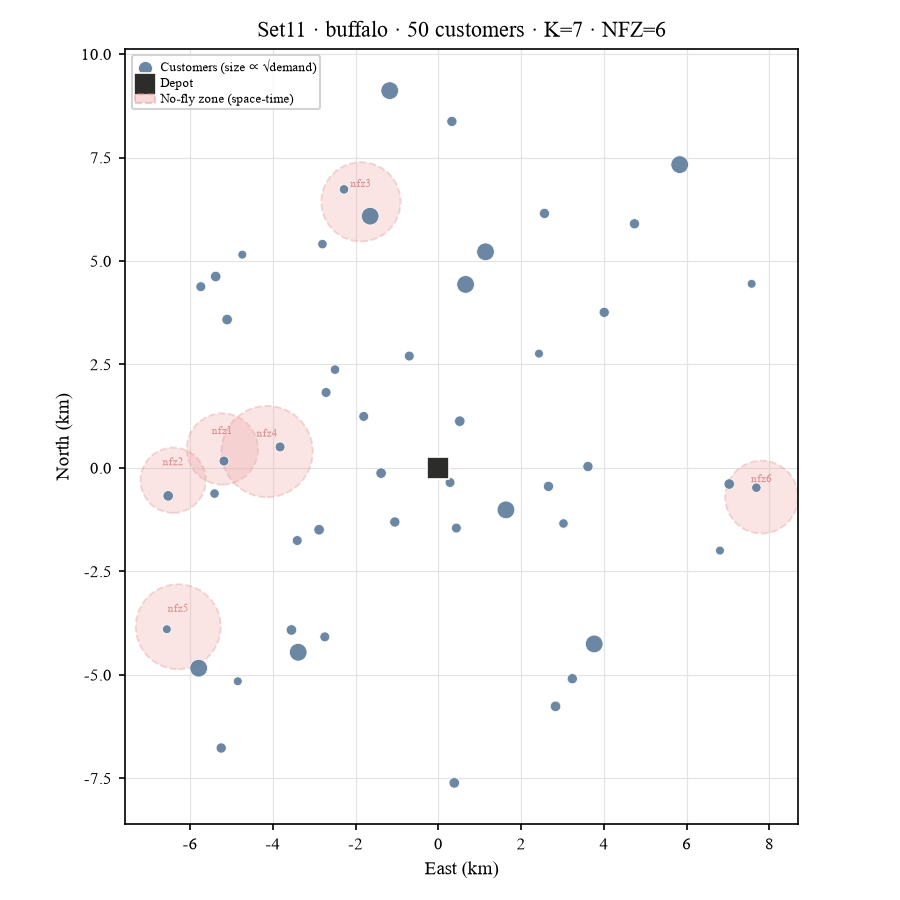 Set11 · buffalo · 50 customers · K=7 · NFZ=6
Customers (size ∝ √demand)
Depot
No-fly zone (space-time)
10.0
7.5
5.0
2.5
0.0
-2.5
-5.0
-7.5
North (km)
nfz3
nfz1
nfz4
nfz2
nfz6
nfz5
-6
-4
-2
0
2
4
6
8
East (km)